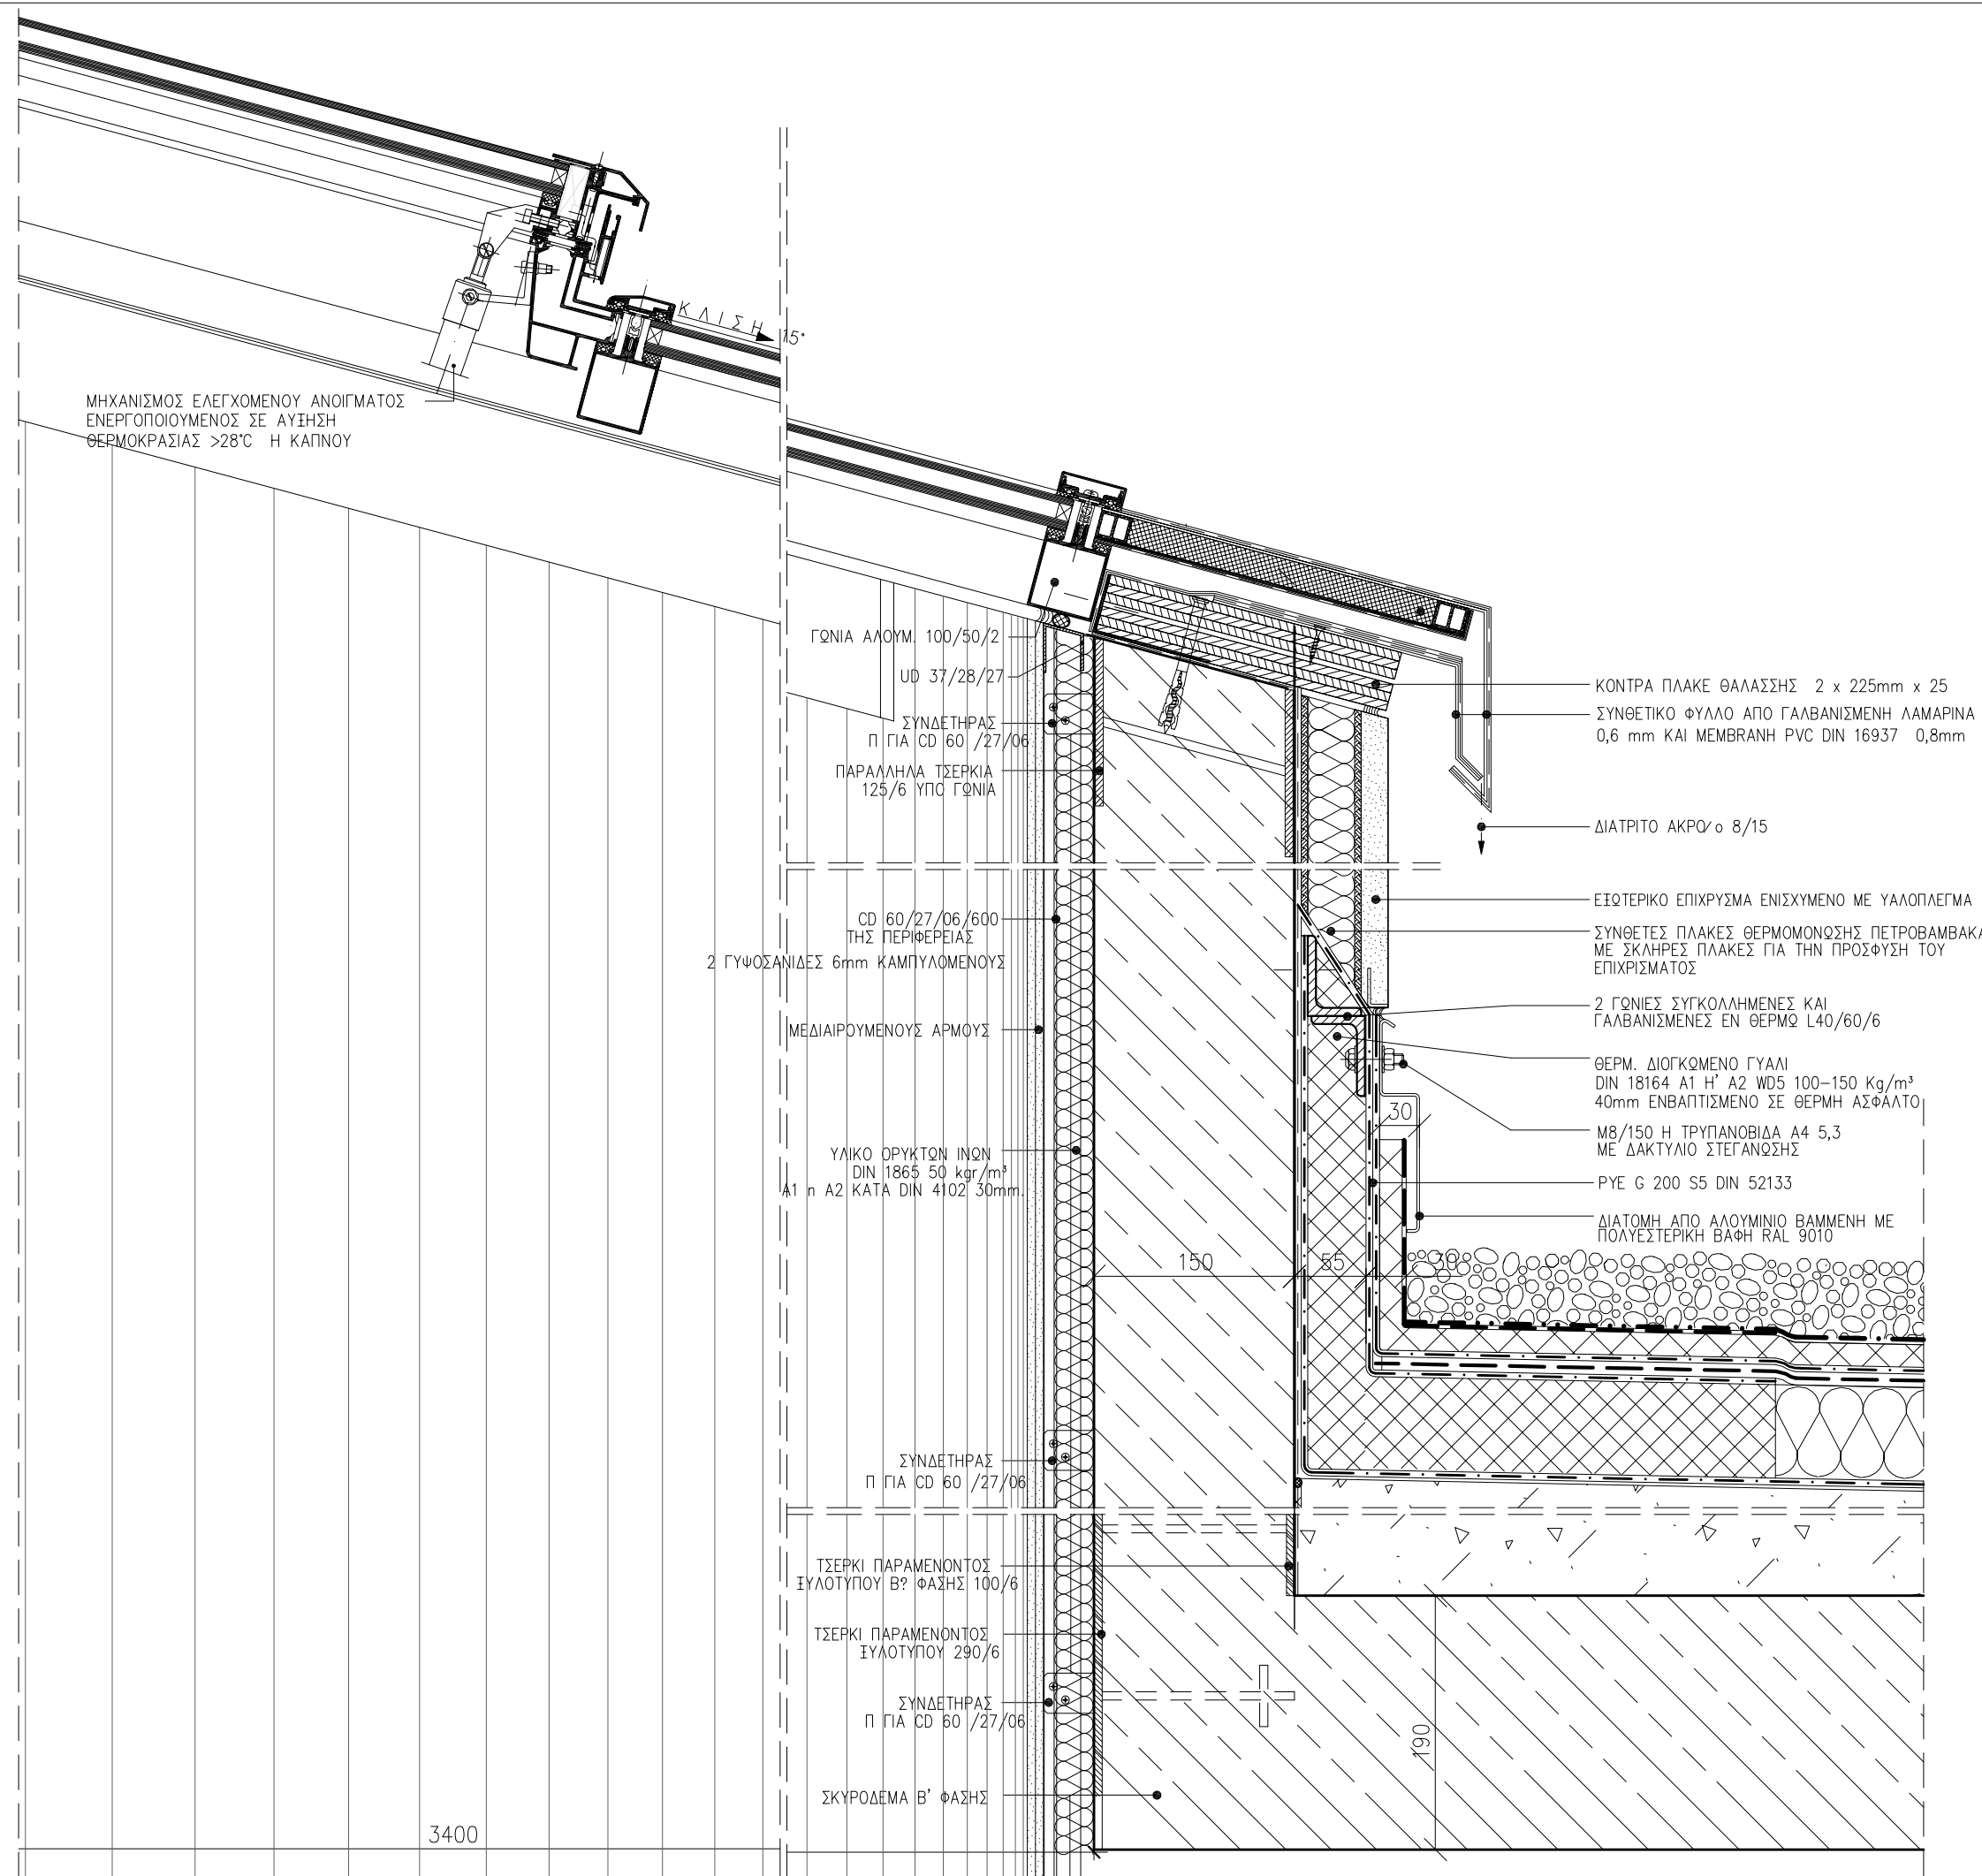 ΚΛΙΣΗ 15°
ΜΗΧΑΝΙΣΜΟΣ ΕΛΕΓΧΟΜΕΝΟΥ ΑΝΟΙΓΜΑΤΟΣ
ΕΝΕΡΓΟΠΟΙΟΥΜΕΝΟΣ ΣΕ ΑΥΞΗΣΗ
ΘΕΡΜΟΚΡΑΣΙΑΣ >28°C Η ΚΑΠΝΟΥ
ΓΩΝΙΑ ΑΛΟΥΜ. 100/50/2
UD 37/28/27
ΣΥΝΔΕΤΗΡΑΣ
Π ΓΙΑ CD 60 /27/06
ΠΑΡΑΛΛΗΛΑ ΤΣΕΡΚΙΑ
125/6 ΥΠΟ ΓΩΝΙΑ
CD 60/27/06/600
ΤΗΣ ΠΕΡΙΦΕΡΕΙΑΣ
2 ΓΥΨΟΣΑΝΙΔΕΣ 6mm ΚΑΜΠΥΛΟΜΕΝΟΥΣ
ΜΕΔΙΑΙΡΟΥΜΕΝΟΥΣ ΑΡΜΟΥΣ
ΥΛΙΚΟ ΟΡΥΚΤΩΝ ΙΝΩΝ
DIN 1865 50 kgr/m³
A1 η A2 ΚΑΤΑ DIN 4102 30mm.
ΣΥΝΔΕΤΗΡΑΣ
Π ΓΙΑ CD 60 /27/06
ΤΣΕΡΚΙ ΠΑΡΑΜΕΝΟΝΤΟΣ
ΞΥΛΟΤΥΠΟΥ Β? ΦΑΣΗΣ 100/6
ΤΣΕΡΚΙ ΠΑΡΑΜΕΝΟΝΤΟΣ
ΞΥΛΟΤΥΠΟΥ 290/6
ΣΥΝΔΕΤΗΡΑΣ
Π ΓΙΑ CD 60 /27/06
ΣΚΥΡΟΔΕΜΑ Β' ΦΑΣΗΣ
3400
ΚΟΝΤΡΑ ΠΛΑΚΕ ΘΑΛΑΣΣΗΣ 2 x 225mm x 25
ΣΥΝΘΕΤΙΚΟ ΦΥΛΛΟ ΑΠΟ ΓΑΛΒΑΝΙΣΜΕΝΗ ΛΑΜΑΡΙΝΑ
0,6 mm ΚΑΙ ΜΕΜΒΡΑΝΗ PVC DIN 16937 0,8mm
ΔΙΑΤΡΙΤΟ ΑΚΡΟ/ο 8/15
ΕΞΩΤΕΡΙΚΟ ΕΠΙΧΡΥΣΜΑ ΕΝΙΣΧΥΜΕΝΟ ΜΕ ΥΑΛΟΠΛΕΓΜΑ
ΣΥΝΘΕΤΕΣ ΠΛΑΚΕΣ ΘΕΡΜΟΜΟΝΩΣΗΣ ΠΕΤΡΟΒΑΜΒΑΚΑ
ΜΕ ΣΚΛΗΡΕΣ ΠΛΑΚΕΣ ΓΙΑ ΤΗΝ ΠΡΟΣΦΥΣΗ ΤΟΥ
ΕΠΙΧΡΙΣΜΑΤΟΣ
2 ΓΩΝΙΕΣ ΣΥΓΚΟΛΛΗΜΕΝΕΣ ΚΑΙ
ΓΑΛΒΑΝΙΣΜΕΝΕΣ ΕΝ ΘΕΡΜΩ L40/60/6
ΘΕΡΜ. ΔΙΟΓΚΩΜΕΝΟ ΓΥΑΛΙ
DIN 18164 A1 Η' A2 WD5 100-150 Kg/m³
40mm ΕΝΒΑΠΤΙΣΜΕΝΟ ΣΕ ΘΕΡΜΗ ΑΣΦΑΛΤΟ
30
M8/150 Η ΤΡΥΠΑΝΟΒΙΔΑ A4 5,3
ΜΕ ΔΑΚΤΥΛΙΟ ΣΤΕΓΑΝΩΣΗΣ
PYE G 200 S5 DIN 52133
ΔΙΑΤΟΜΗ ΑΠΟ ΑΛΟΥΜΙΝΙΟ ΒΑΜΜΕΝΗ ΜΕ
ΠΟΛΥΕΣΤΕΡΙΚΗ ΒΑΦΗ RAL 9010
150 55 30
190